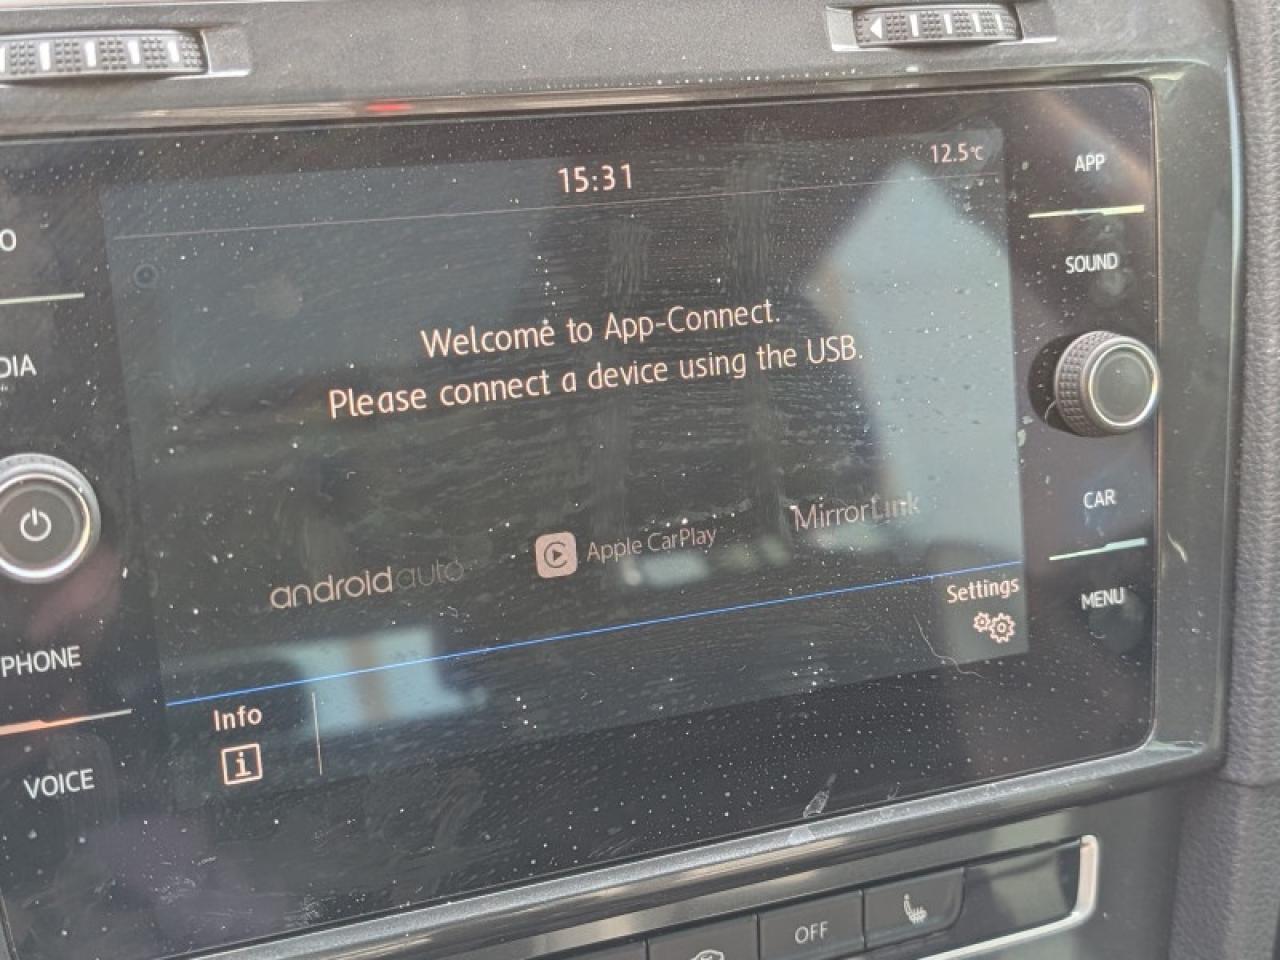 15:31
12.5°C
APP
SOUND
Welcome to App-Connect.
Please connect a device using the USB.
androidauto
Apple CarPlay
MirrorLink
CAR
MENU
Settings
PHONE
Info
i
VOICE
OFF